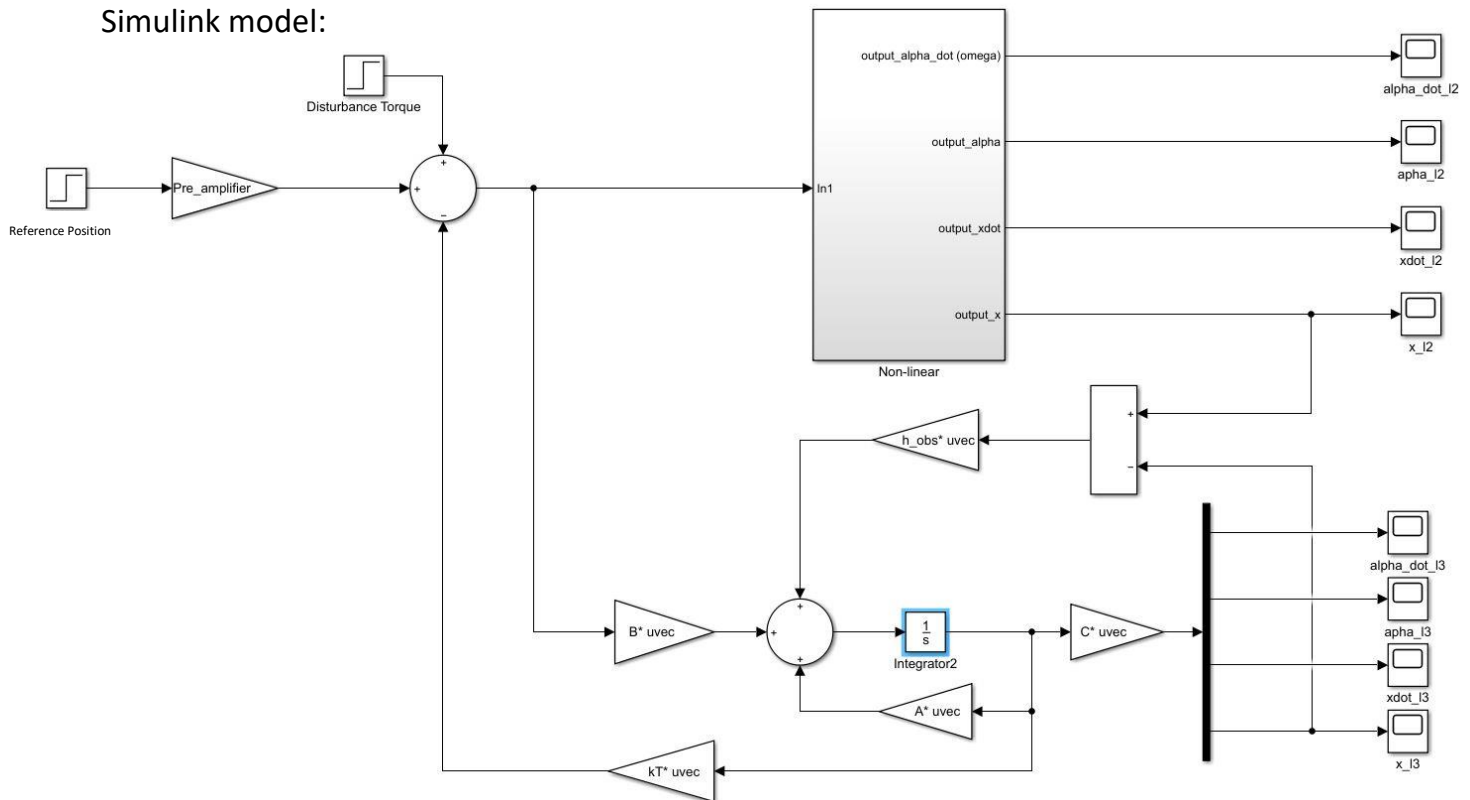 Simulink model:
Disturbance Torque
+
+
−
Pre_amplifier
Reference Position
output_alpha_dot (omega)
output_alpha
In1
output_xdot
output_x
Non-linear
alpha_dot_l2
apha_l2
xdot_l2
x_l2
+
−
h_obs* uvec
B* uvec
+
+
+
1
s
Integrator2
C* uvec
A* uvec
kT* uvec
alpha_dot_l3
apha_l3
xdot_l3
x_l3